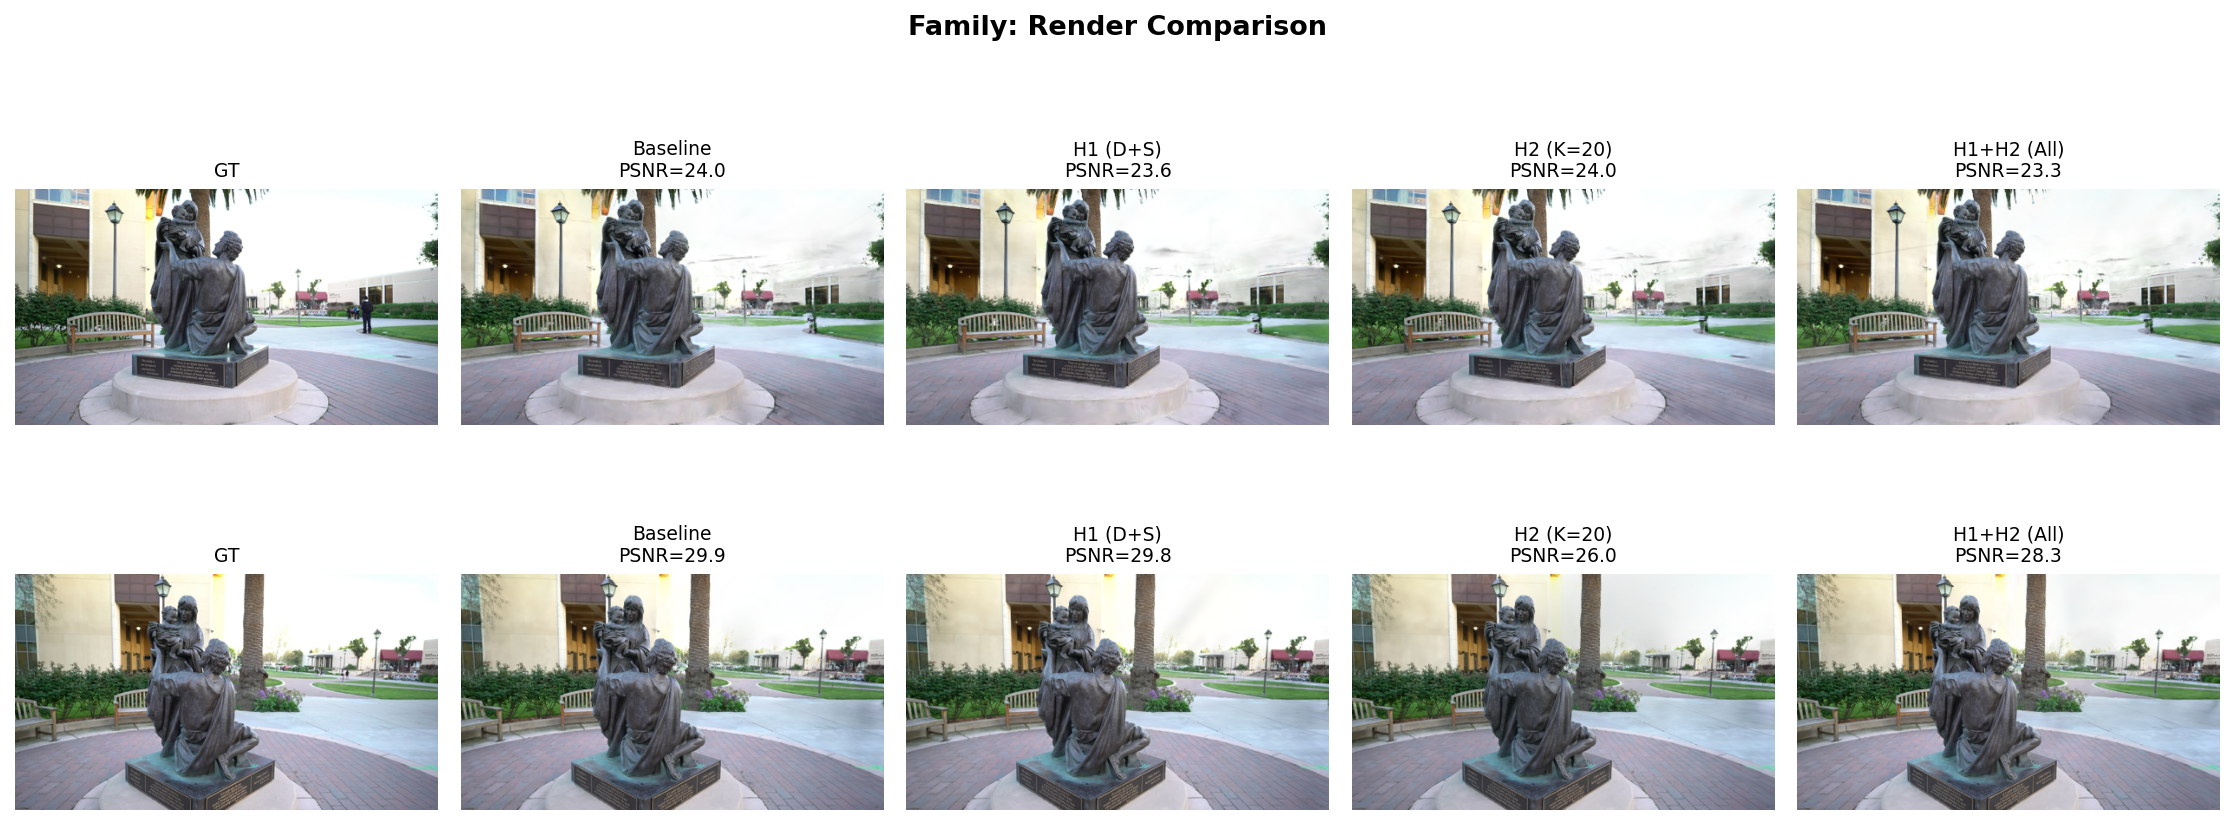 Family: Render Comparison
GT
Baseline
PSNR=24.0
H1 (D+S)
PSNR=23.6
H2 (K=20)
PSNR=24.0
H1+H2 (All)
PSNR=23.3
GT
Baseline
PSNR=29.9
H1 (D+S)
PSNR=29.8
H2 (K=20)
PSNR=26.0
H1+H2 (All)
PSNR=28.3